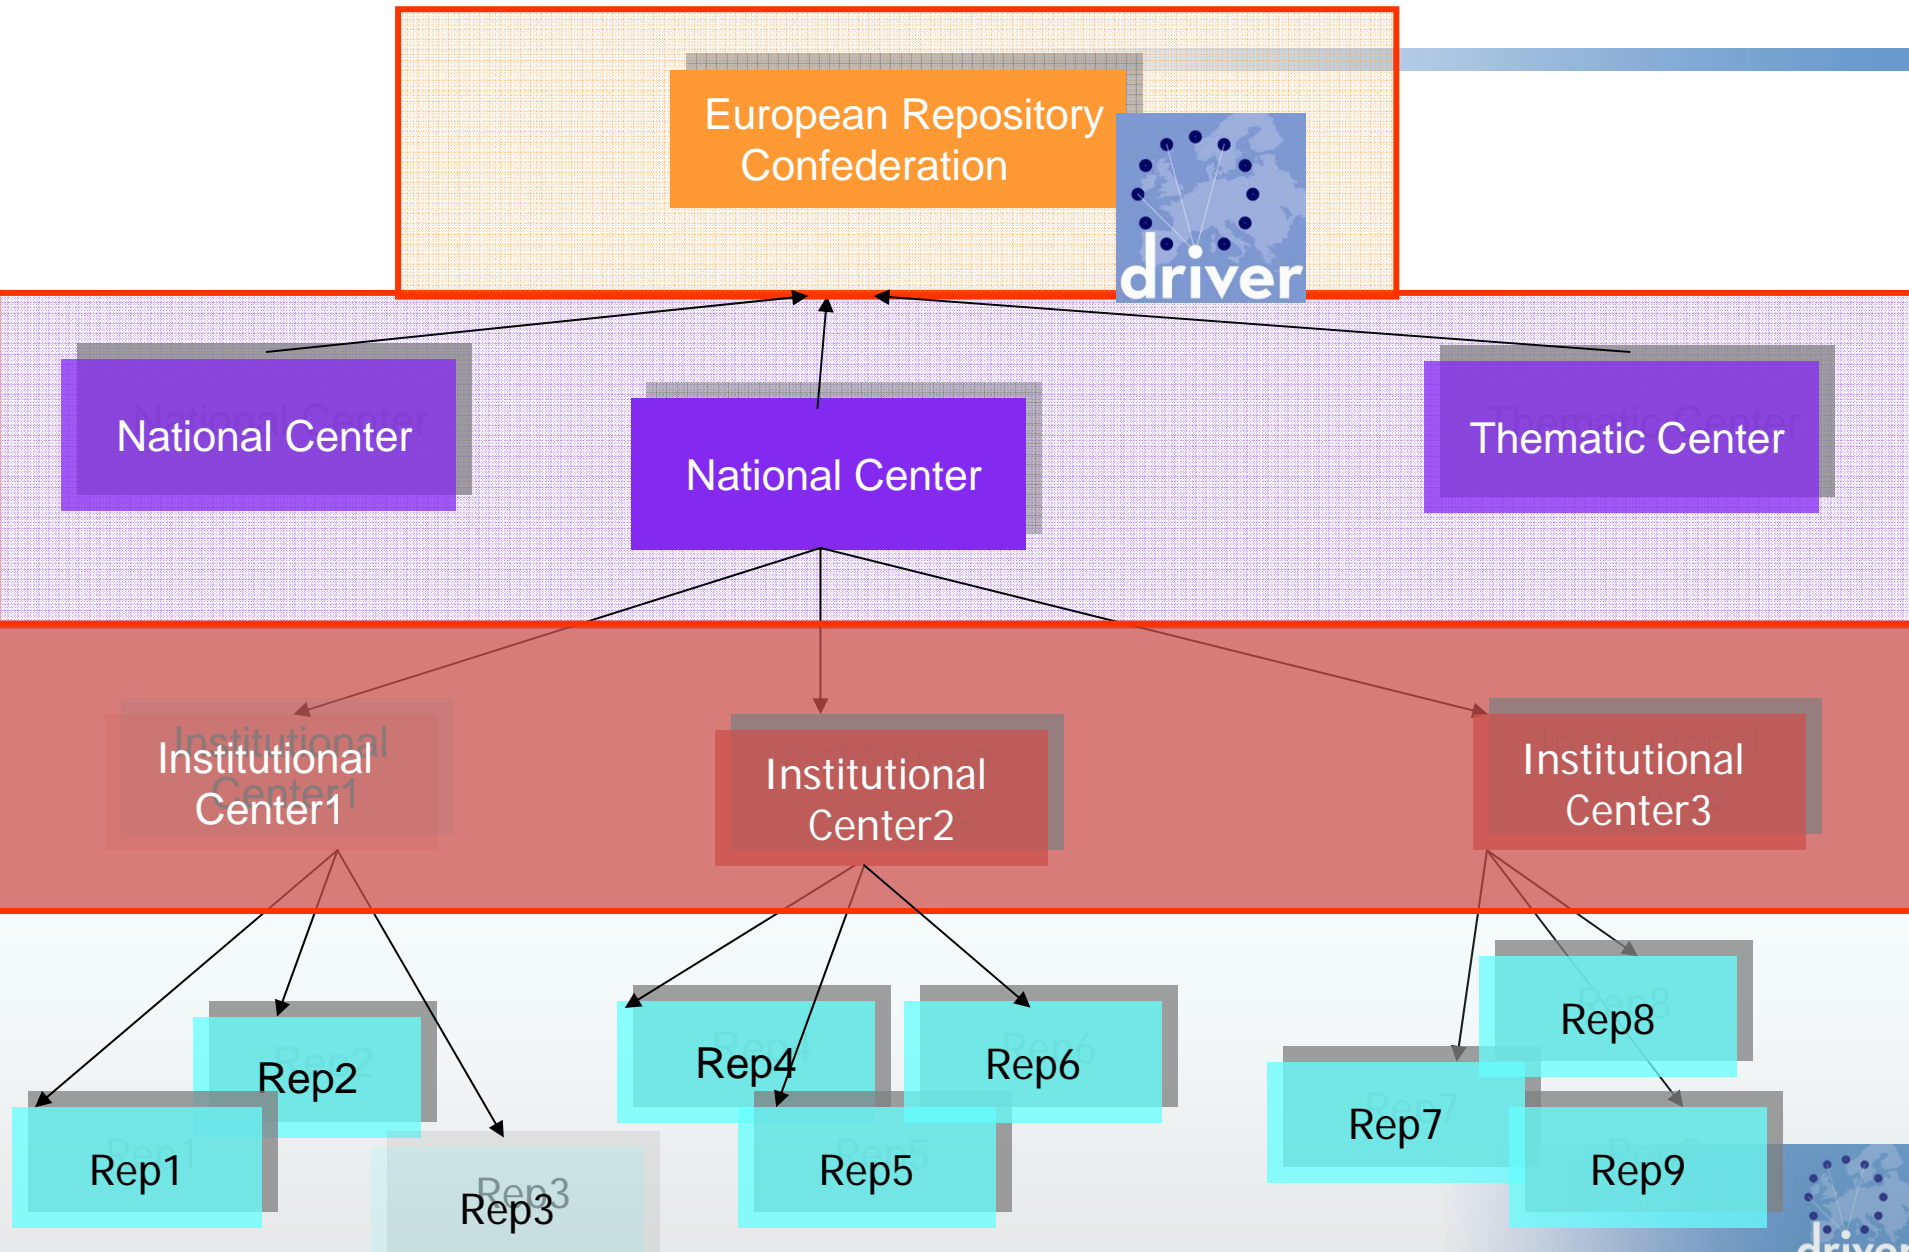 European Repository
Confederation
driver
National Center
National Center
Thematic Center
Institutional
Center1
Institutional
Center2
Institutional
Center3
Rep1
Rep2
Rep3
Rep4
Rep5
Rep6
Rep7
Rep8
Rep9
driver